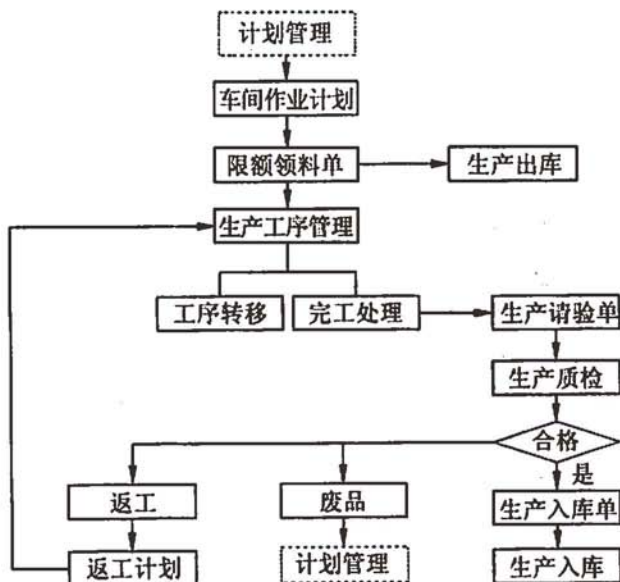 计划管理
车间作业计划
限额领料单
生产出库
生产工序管理
工序转移
完工处理
生产请验单
生产质检
合格
是
返工
废品
生产入库单
返工计划
计划管理
生产入库